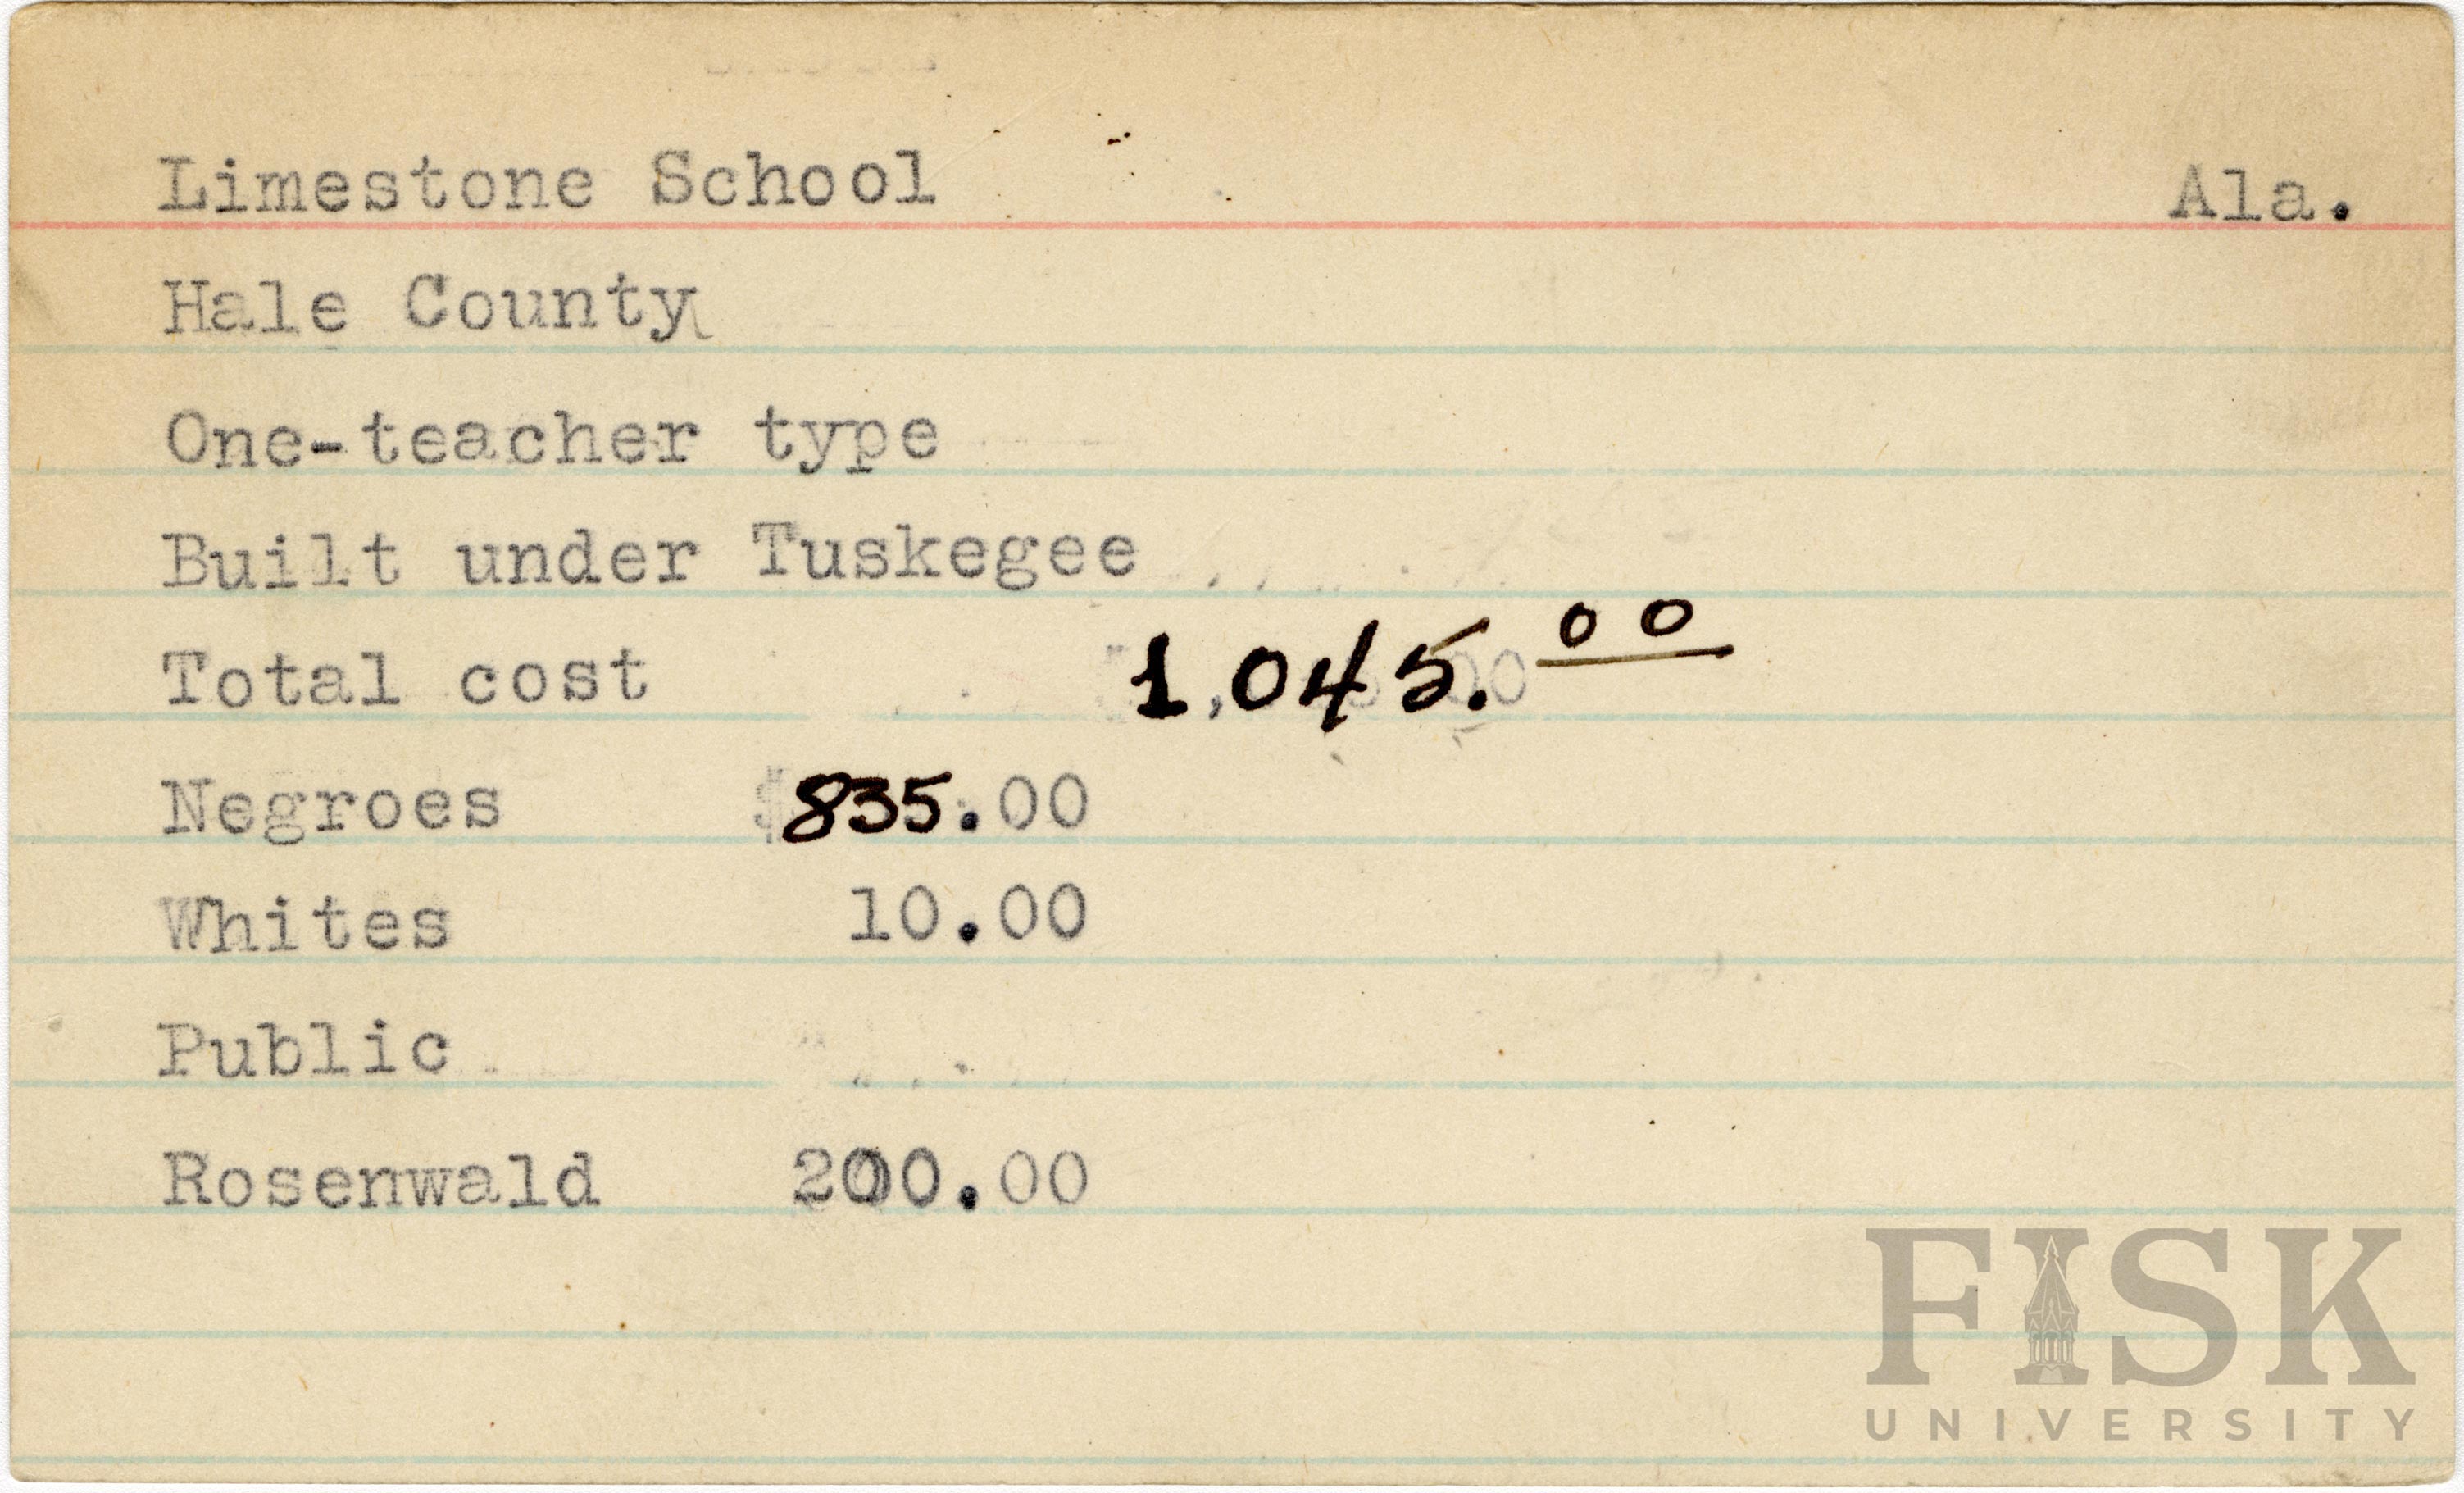 Limestone School Ala.
Hale County
One-teacher type
Built under Tuskegee
Total cost 1,045.00
Negroes $835.00
Whites 10.00
Public
Rosenwald 200.00
FISK
UNIVERSITY